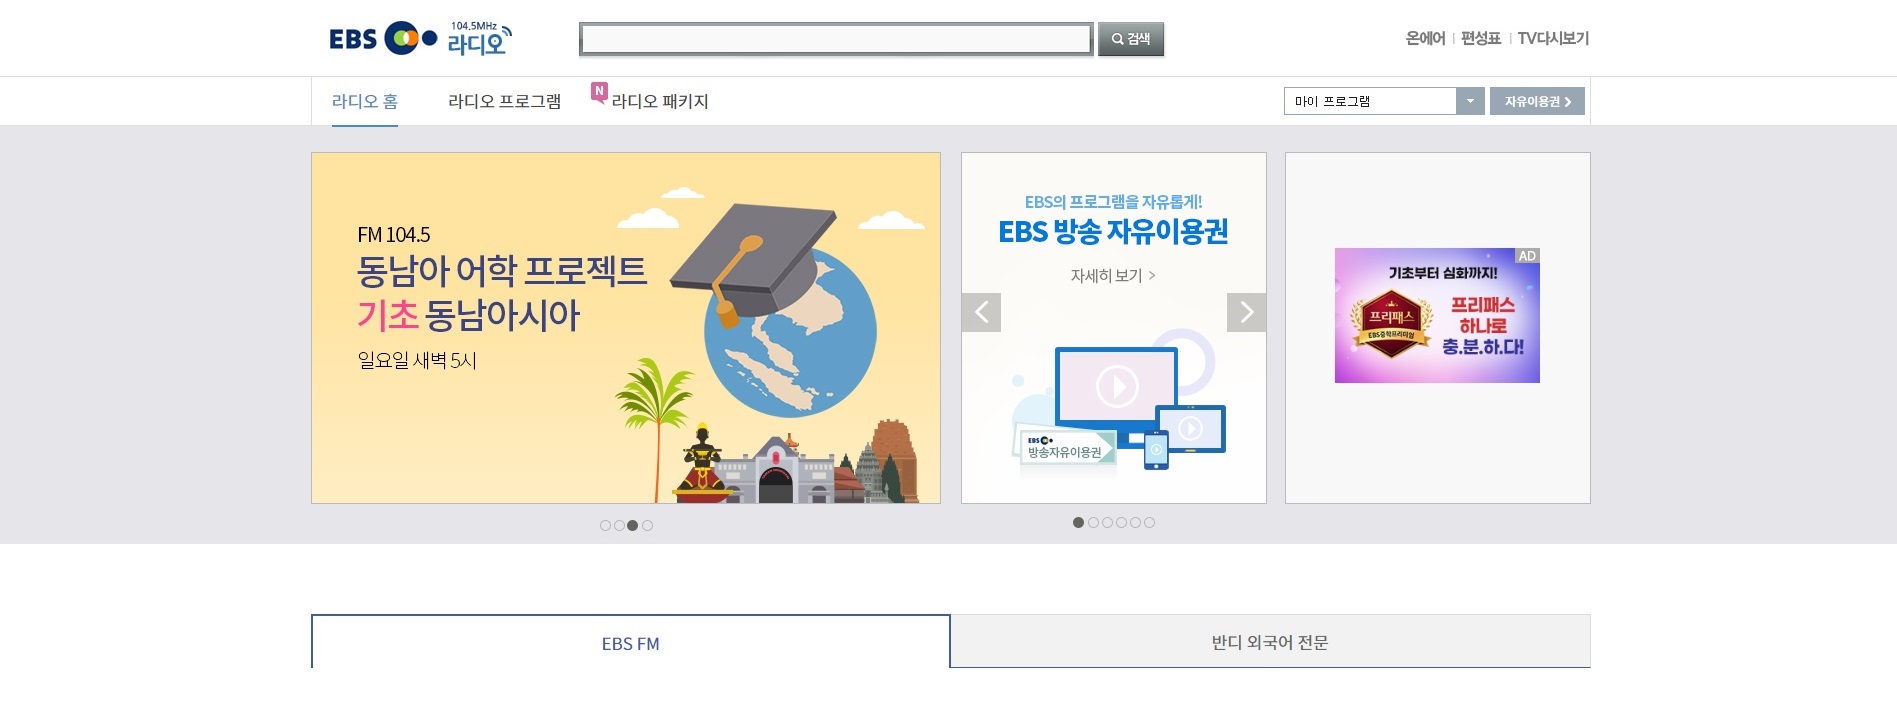 EBS 104.5MHz 라디오
검색
온에어 편성표 TV다시보기
라디오 홈 라디오 프로그램 N 라디오 패키지
마이 프로그램 자유이용권
FM 104.5
동남아 어학 프로젝트
기초 동남아시아
일요일 새벽 5시
EBS의 프로그램을 자유롭게!
EBS 방송 자유이용권
자세히 보기
EBS
방송자유이용권
AD
기초부터 심화까지!
프리패스
EBS중학프리미엄
프리패스
하나로
충.분.하.다!
EBS FM
반디 외국어 전문